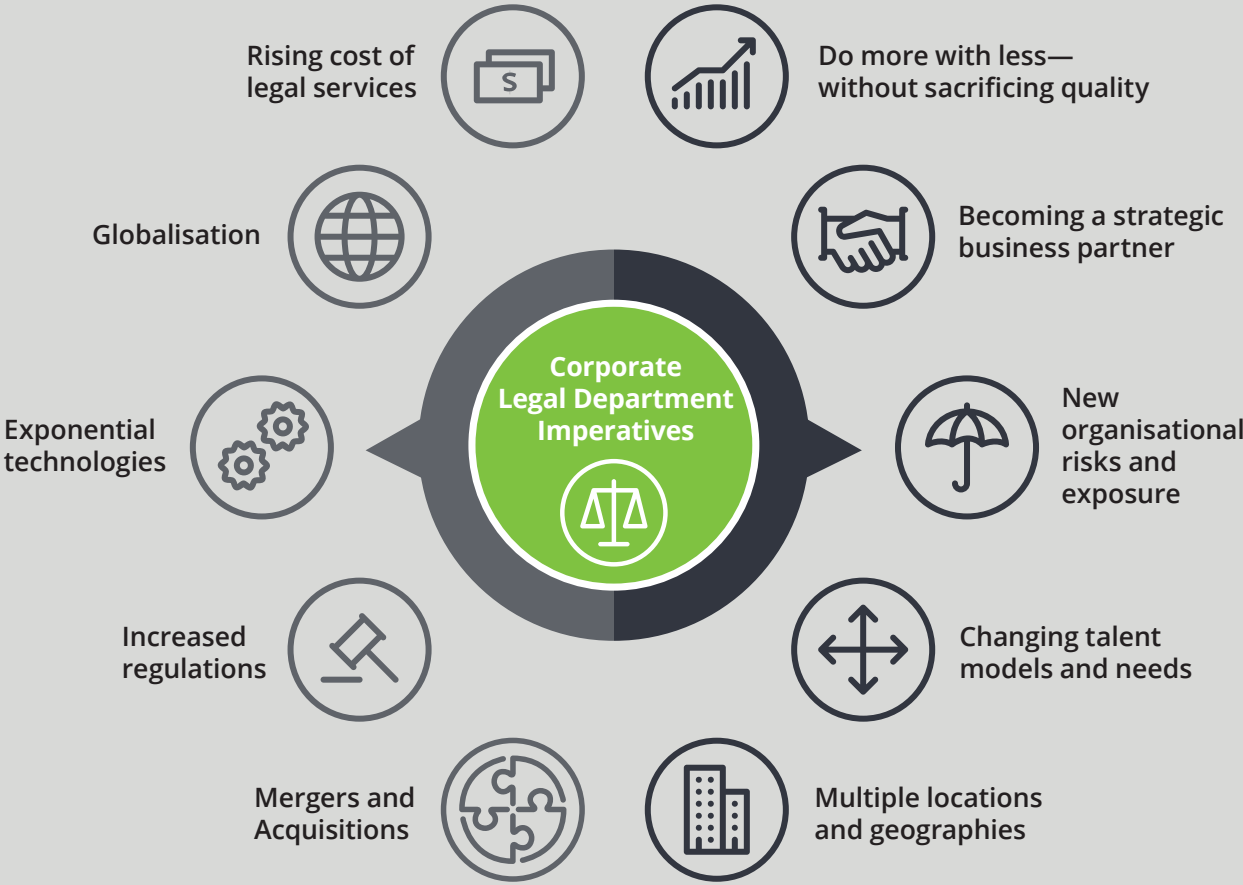 Rising cost of
legal services
$
Do more with less—
without sacrificing quality
Globalisation
Becoming a strategic
business partner
Corporate
Legal Department
Imperatives
Exponential
technologies
New
organisational
risks and
exposure
Increased
regulations
Changing talent
models and needs
Mergers and
Acquisitions
Multiple locations
and geographies